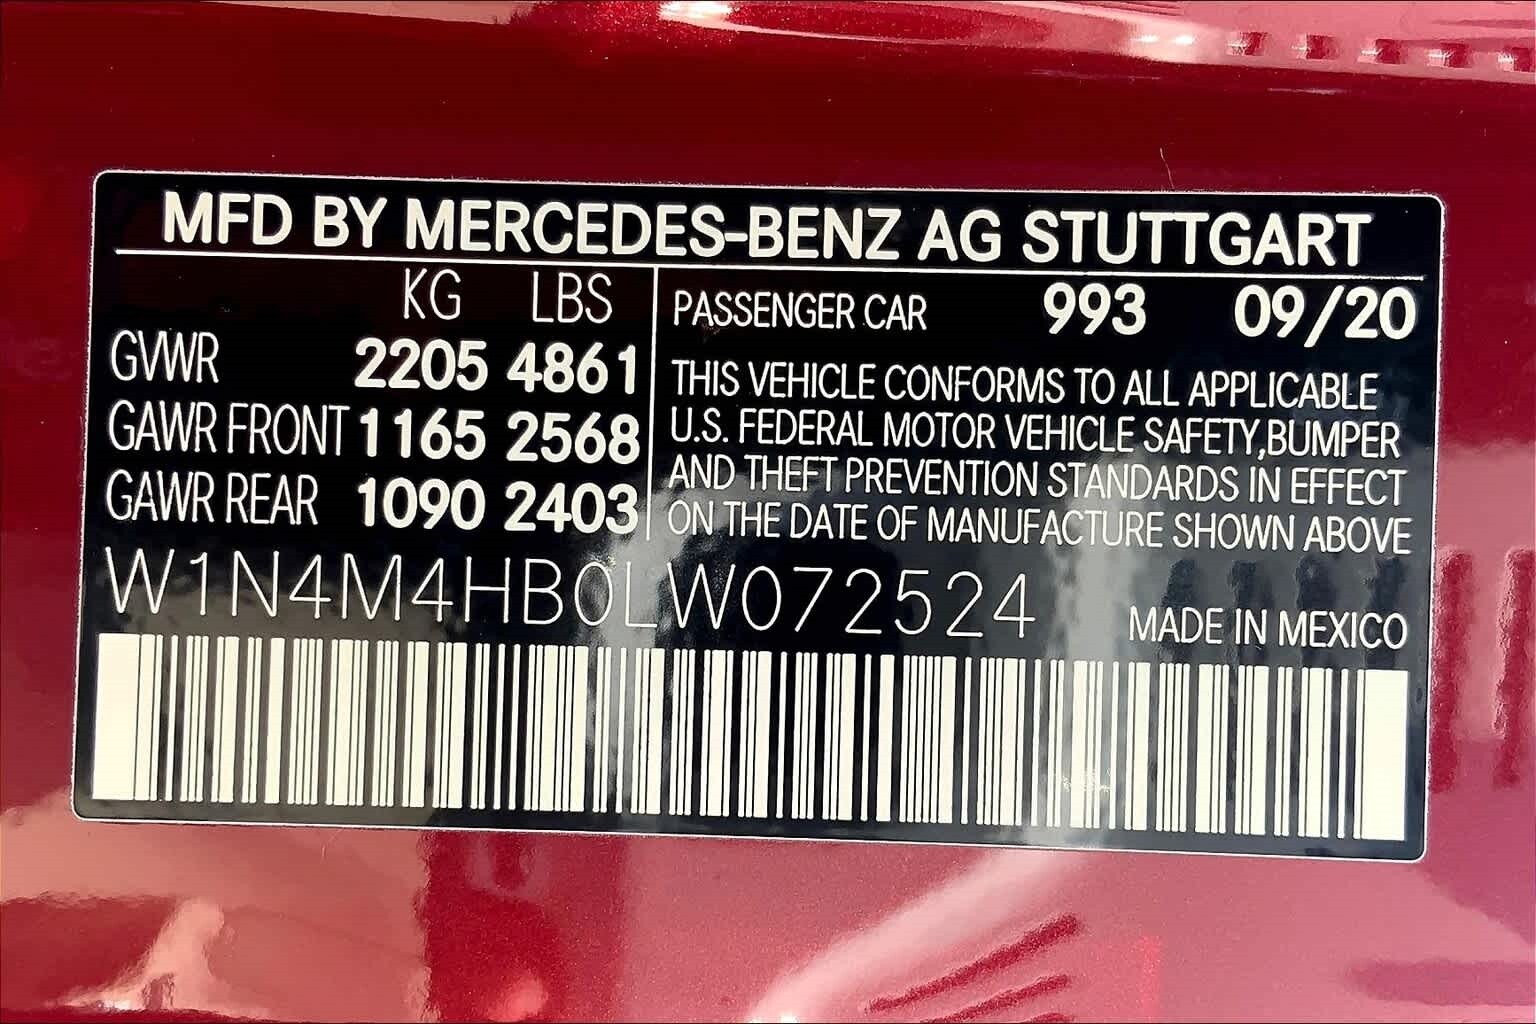 MFD BY MERCEDES-BENZ AG STUTTGART
KG LBS
GVWR 2205 4861
GAWR FRONT 1165 2568
GAWR REAR 1090 2403
PASSENGER CAR 993 09/20
THIS VEHICLE CONFORMS TO ALL APPLICABLE
U.S. FEDERAL MOTOR VEHICLE SAFETY,BUMPER
AND THEFT PREVENTION STANDARDS IN EFFECT
ON THE DATE OF MANUFACTURE SHOWN ABOVE
W1N4M4HB0LW072524
MADE IN MEXICO